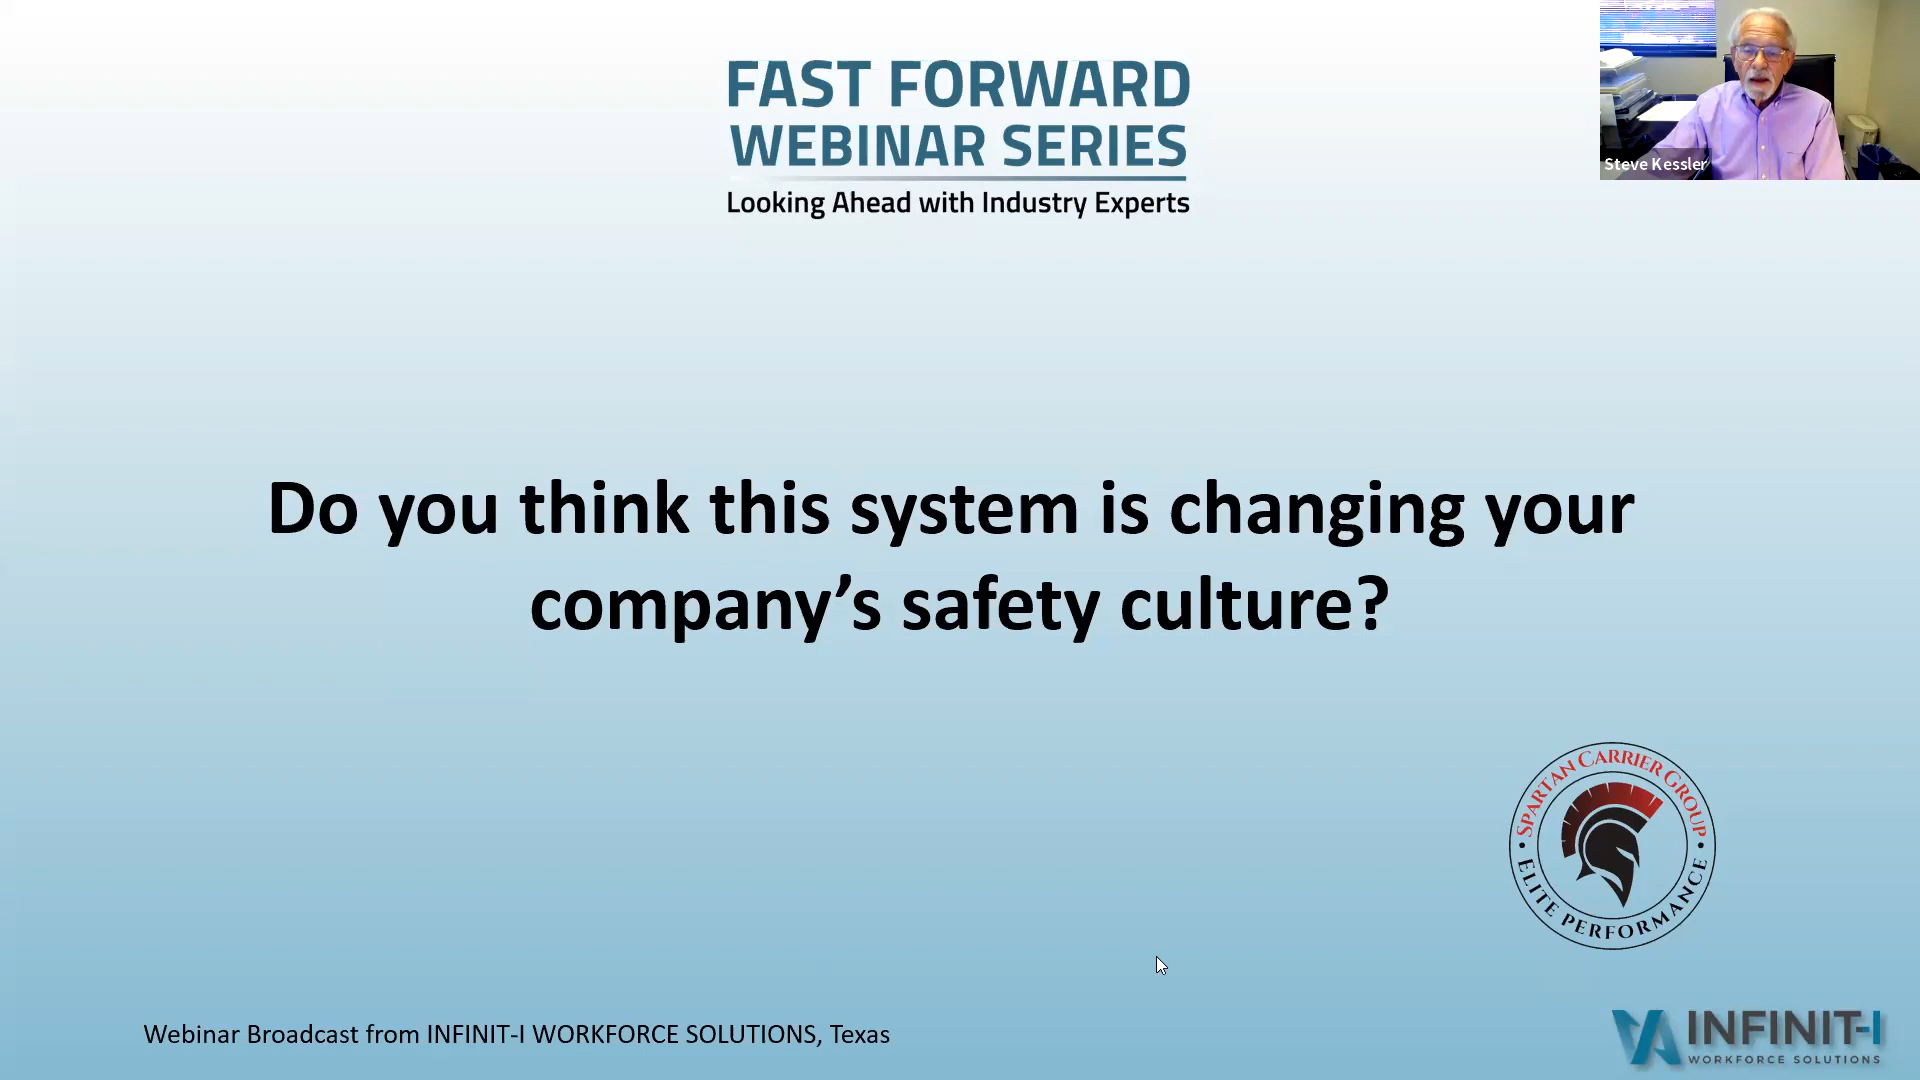 FAST FORWARD
WEBINAR SERIES
Looking Ahead with Industry Experts
Steve Kessler
Do you think this system is changing your
company’s safety culture?
SPARTAN CARRIER GROUP
• ELITE PERFORMANCE •
Webinar Broadcast from INFINIT-I WORKFORCE SOLUTIONS, Texas
INFINIT-I
WORKFORCE SOLUTIONS